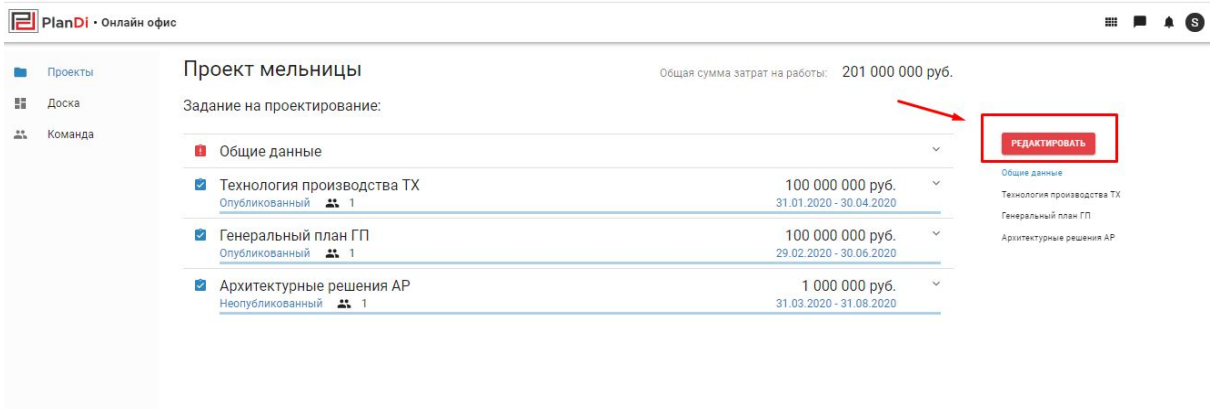 PlanDi • Онлайн офис
S
Проекты
Доска
Команда
Проект мельницы
Общая сумма затрат на работы: 201 000 000 руб.
Задание на проектирование:
Общие данные
Технология производства ТХ 100 000 000 руб.
Опубликованный 1 31.01.2020 - 30.04.2020
Генеральный план ГП 100 000 000 руб.
Опубликованный 1 29.02.2020 - 30.06.2020
Архитектурные решения АР 1 000 000 руб.
Неопубликованный 1 31.03.2020 - 31.08.2020
РЕДАКТИРОВАТЬ
Общие данные
Технология производства ТХ
Генеральный план ГП
Архитектурные решения АР